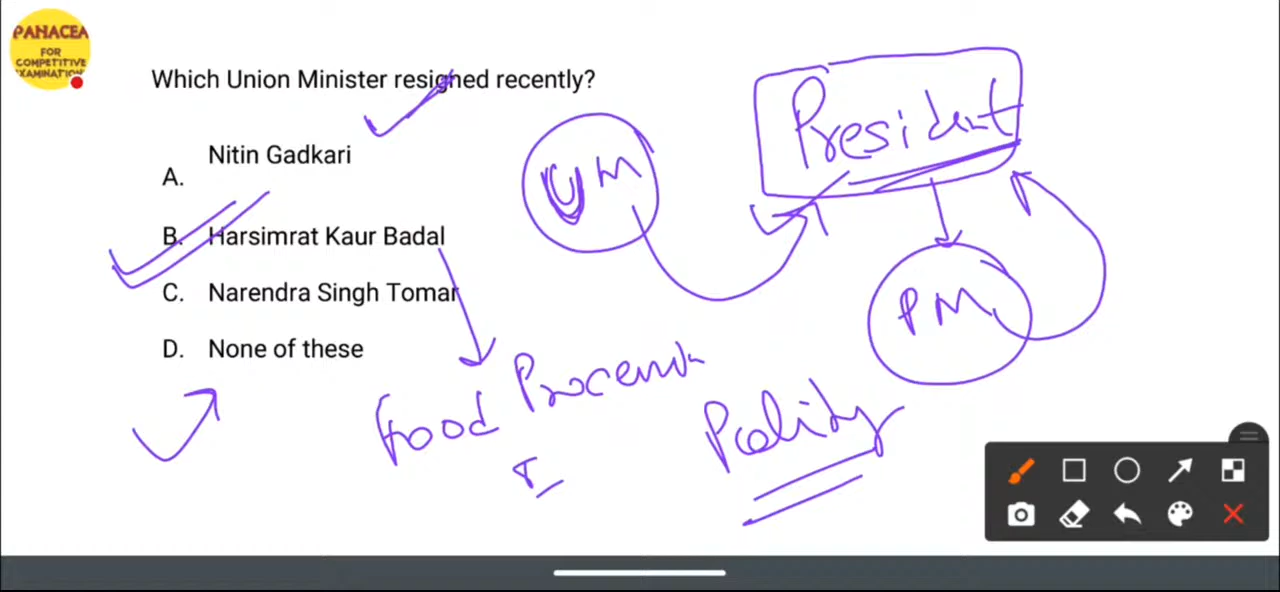 PANACEA
FOR
COMPETITIVE
EXAMINATION
Which Union Minister resigned recently?
A. Nitin Gadkari
B. Harsimrat Kaur Badal
C. Narendra Singh Tomar
D. None of these
UM
President
PM
Food
Polity